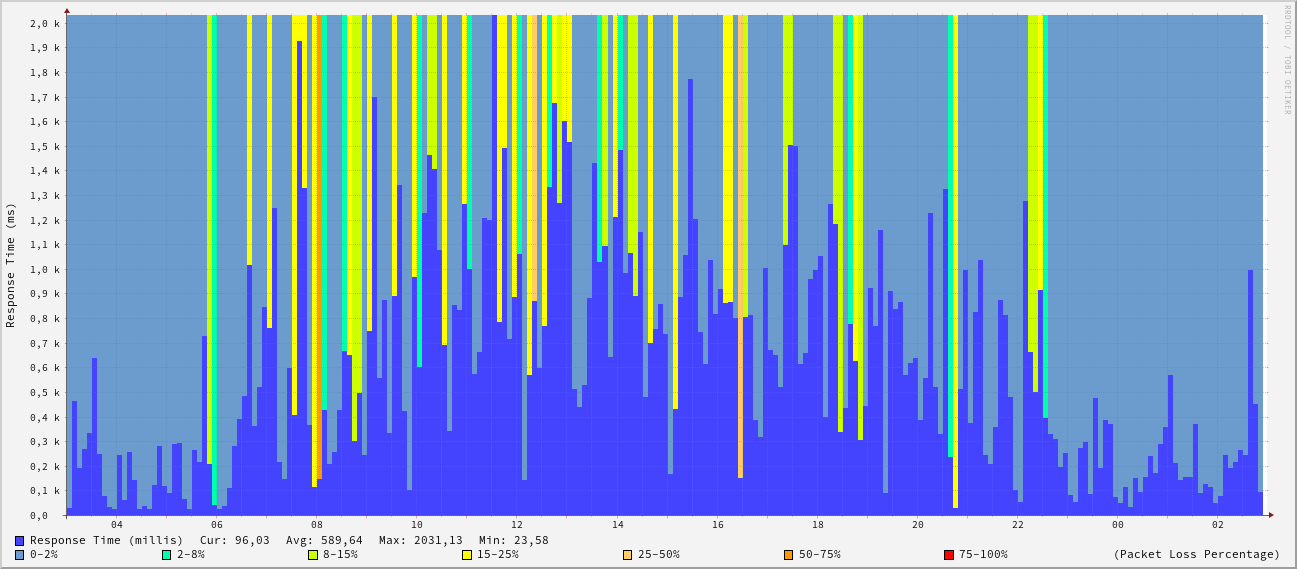 RRDTOOL / TOBI OETIKER
Response Time (ms)
2,0 k
1,9 k
1,8 k
1,7 k
1,6 k
1,5 k
1,4 k
1,3 k
1,2 k
1,1 k
1,0 k
0,9 k
0,8 k
0,7 k
0,6 k
0,5 k
0,4 k
0,3 k
0,2 k
0,1 k
0,0
04 06 08 10 12 14 16 18 20 22 00 02
Response Time (millis) Cur: 96,03 Avg: 589,64 Max: 2031,13 Min: 23,58
0-2% 2-8% 8-15% 15-25% 25-50% 50-75% 75-100% (Packet Loss Percentage)